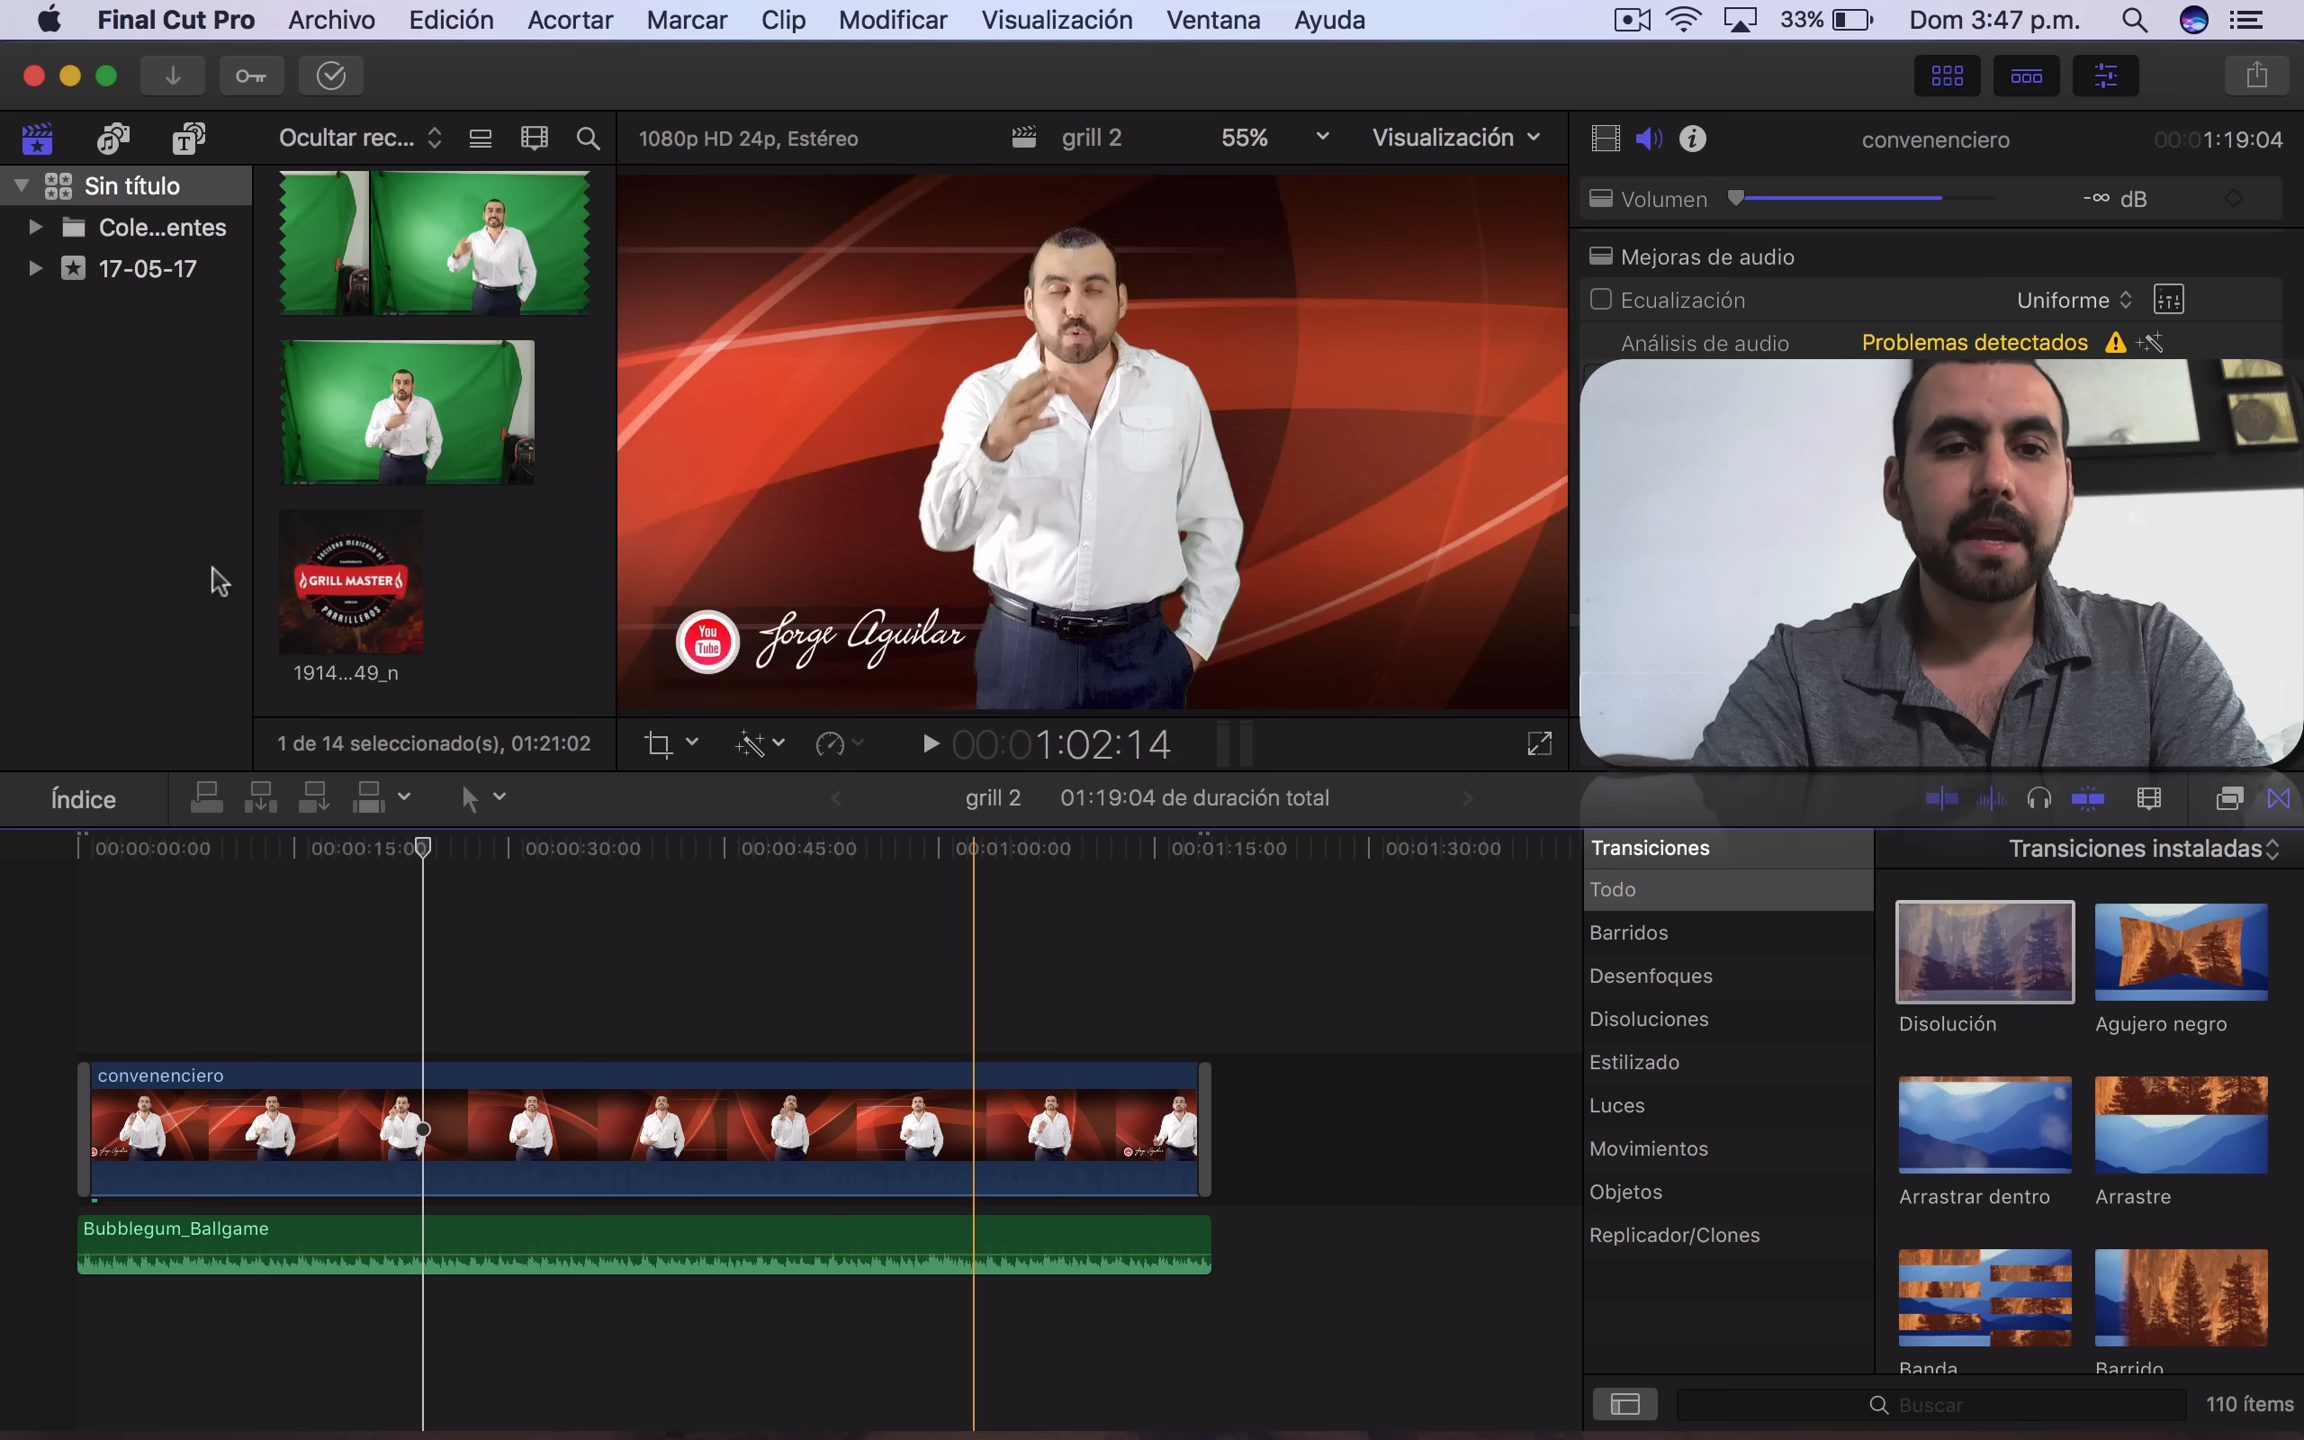 Final Cut Pro Archivo Edición Acortar Marcar Clip Modificar Visualización Ventana Ayuda 33% Dom 3:47 p.m.
Ocultar rec...
1080p HD 24p, Estéreo
grill 2
55%
Visualización
convenenciero
00:01:19:04
Sin título
Cole...entes
17-05-17
GRILL MASTER
PARRILLEROS
1914...49_n
1 de 14 seleccionado(s), 01:21:02
You
Tube
Jorge Aguilar
00:01:02:14
Volumen
-∞ dB
Mejoras de audio
Ecualización
Uniforme
Análisis de audio
Problemas detectados
Índice
grill 2
01:19:04 de duración total
00:00:00:00
00:00:15:00
00:00:30:00
00:00:45:00
00:01:00:00
00:01:15:00
00:01:30:00
convenenciero
Bubblegum_Ballgame
Transiciones
Todo
Barridos
Desenfoques
Disoluciones
Estilizado
Luces
Movimientos
Objetos
Replicador/Clones
Transiciones instaladas
Disolución
Agujero negro
Arrastrar dentro
Arrastre
Banda
Barrido
Buscar
110 ítems